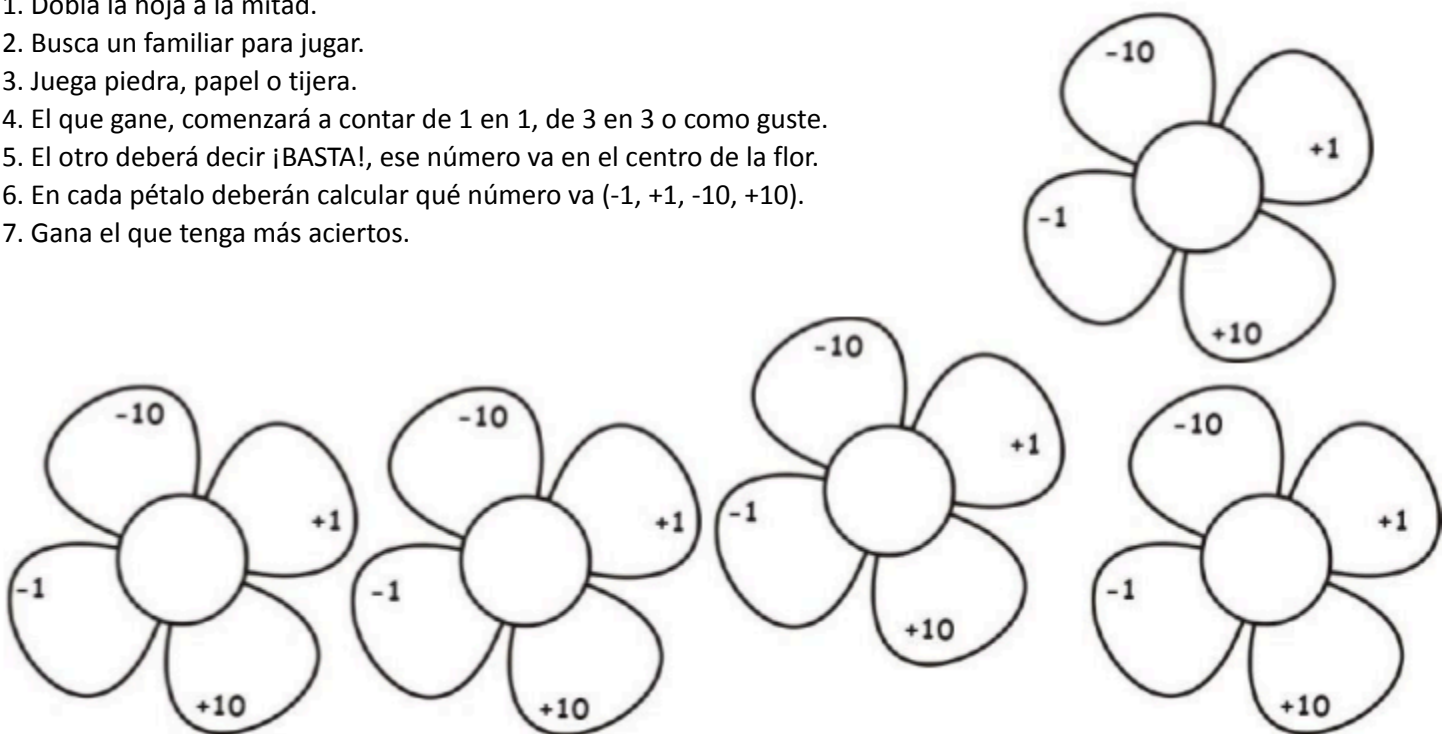 1. Dobla la hoja a la mitad.
2. Busca un familiar para jugar.
3. Juega piedra, papel o tijera.
4. El que gane, comenzará a contar de 1 en 1, de 3 en 3 o como guste.
5. El otro deberá decir ¡BASTA!, ese número va en el centro de la flor.
6. En cada pétalo deberán calcular qué número va (-1, +1, -10, +10).
7. Gana el que tenga más aciertos.
-10
+1
-1
+10
-10
+1
-1
+10
-10
+1
-1
+10
-10
+1
-1
+10
-10
+1
-1
+10